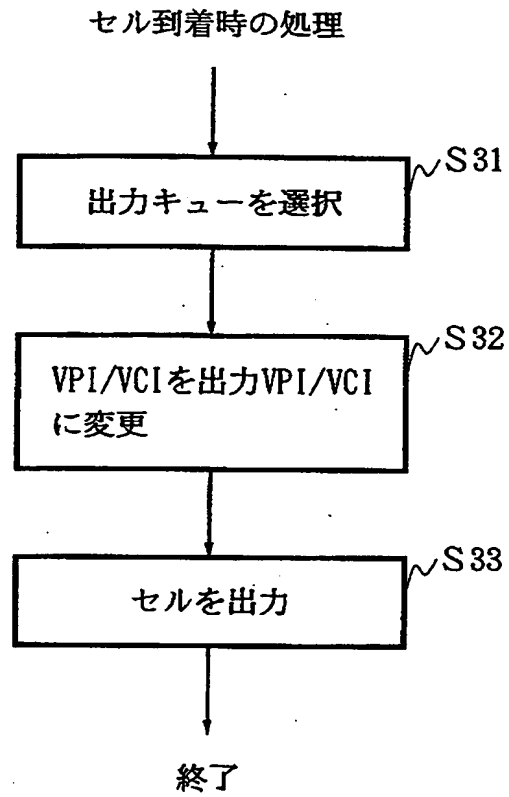 セル到着時の処理
S31
出力キューを選択
S32
VPI/VCIを出力VPI/VCI
に変更
S33
セルを出力
終了